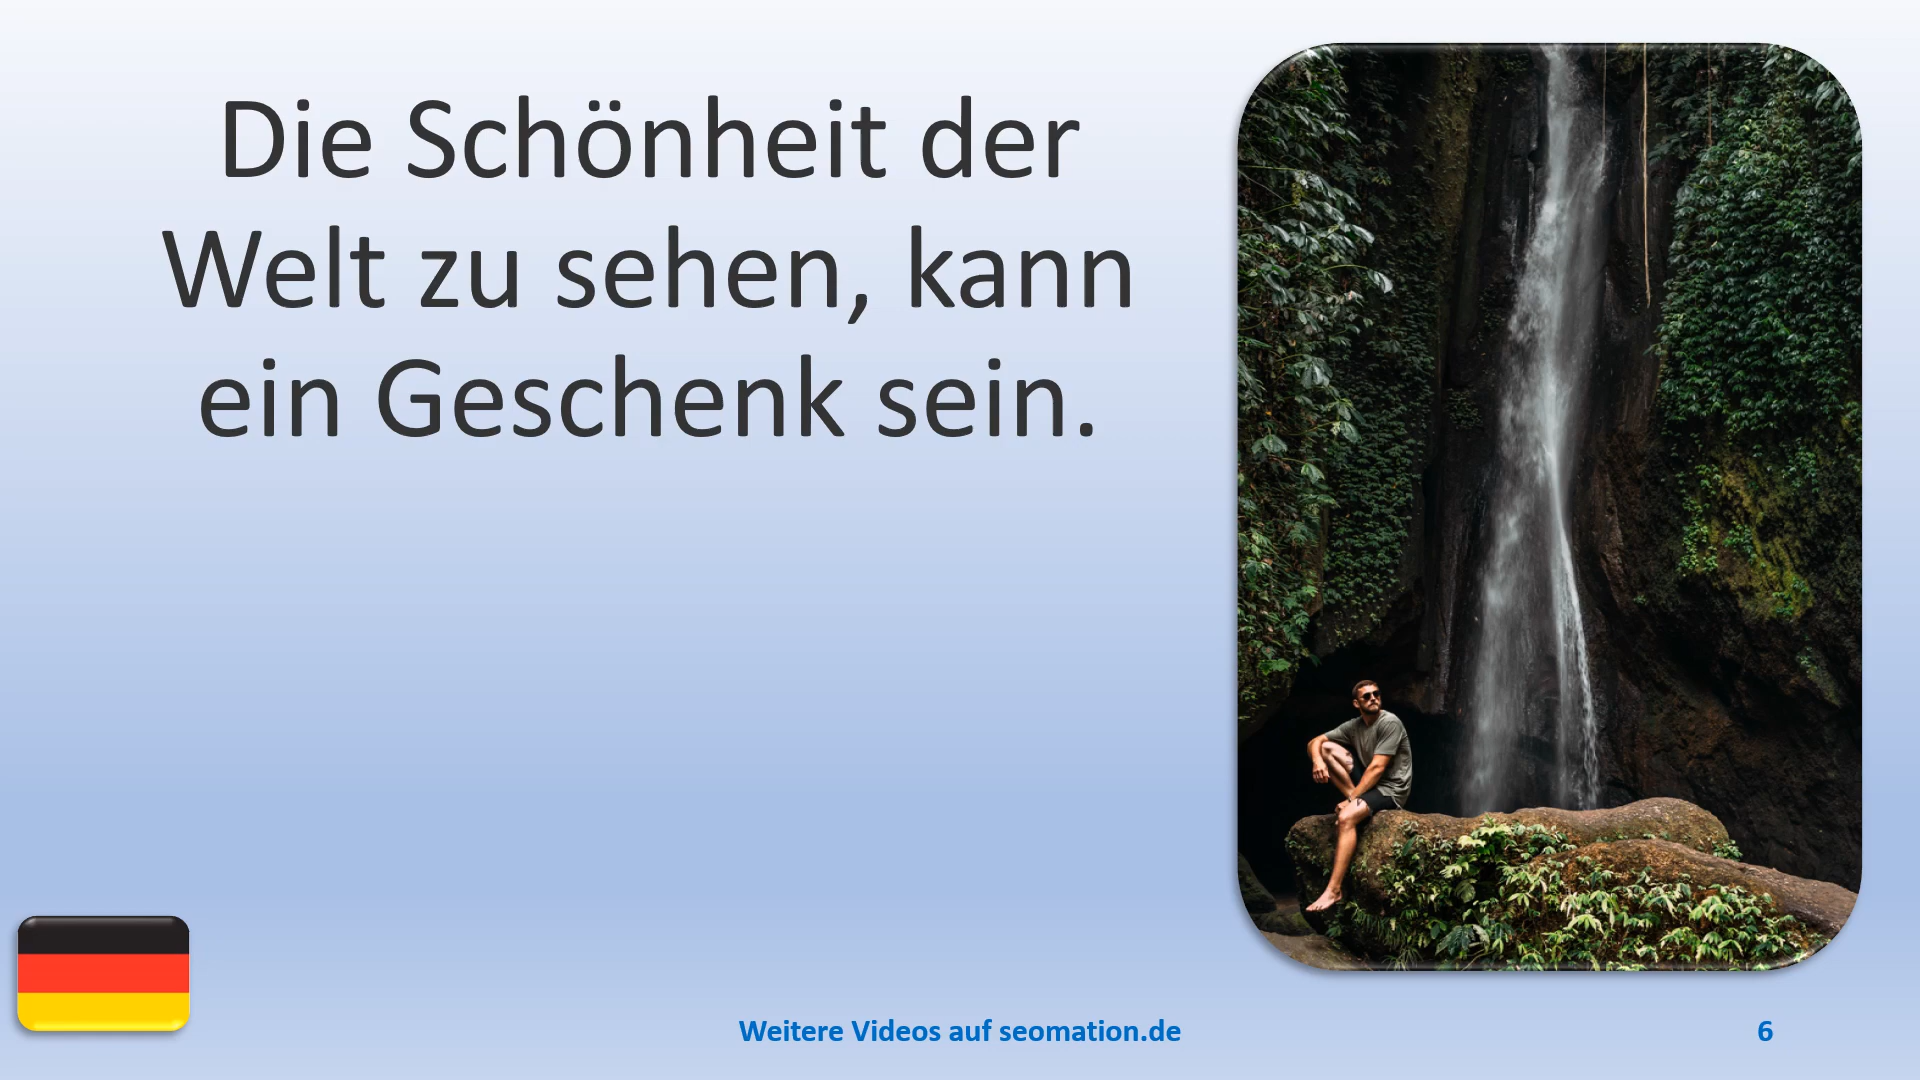 Die Schönheit der
Welt zu sehen, kann
ein Geschenk sein.
Weitere Videos auf seomation.de
6